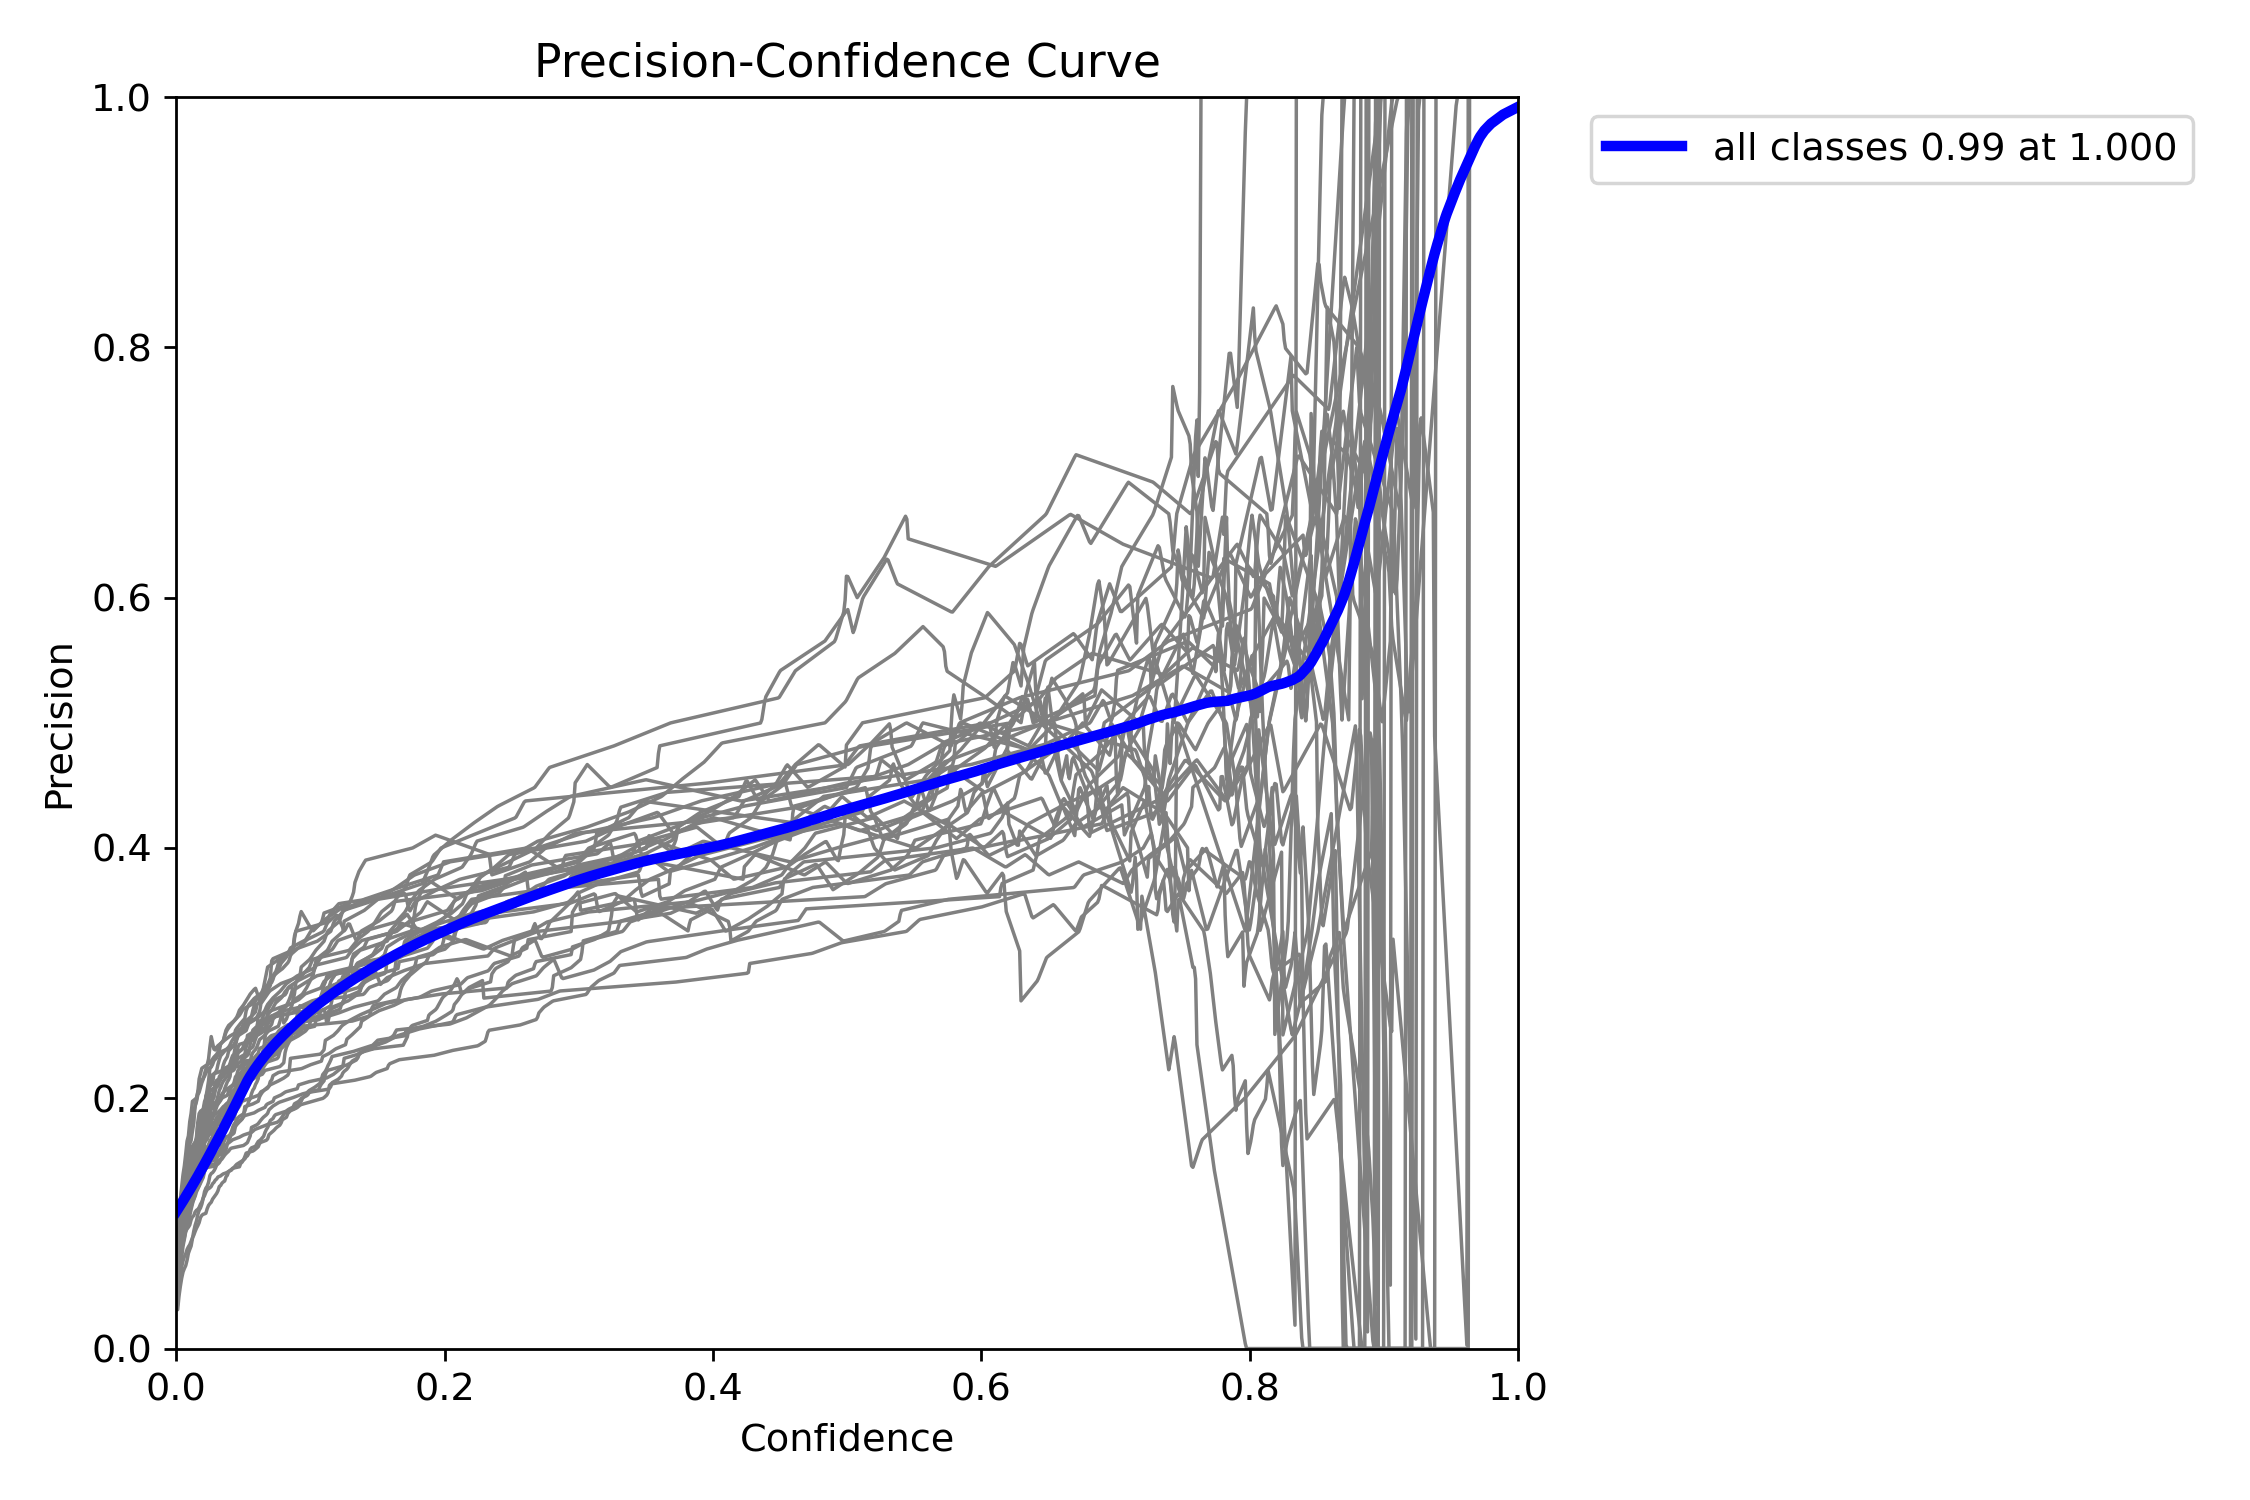 Precision-Confidence Curve
all classes 0.99 at 1.000
Precision
1.0
0.8
0.6
0.4
0.2
0.0
0.0 0.2 0.4 0.6 0.8 1.0
Confidence